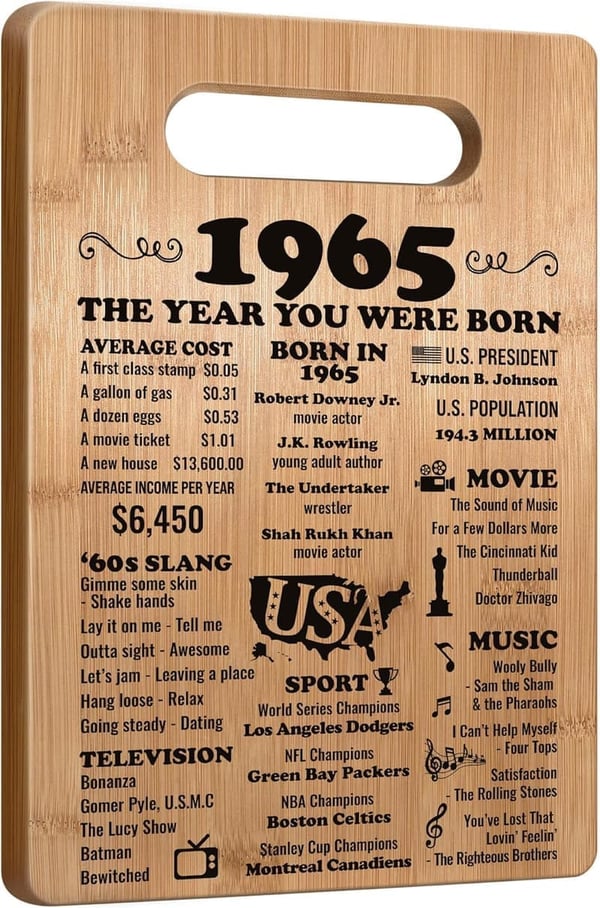 1965
THE YEAR YOU WERE BORN
AVERAGE COST
A first class stamp $0.05
A gallon of gas $0.31
A dozen eggs $0.53
A movie ticket $1.01
A new house $13,600.00
AVERAGE INCOME PER YEAR
$6,450
‘60s SLANG
Gimme some skin
- Shake hands
Lay it on me - Tell me
Outta sight - Awesome
Let's jam - Leaving a place
Hang loose - Relax
Going steady - Dating
TELEVISION
Bonanza
Gomer Pyle, U.S.M.C
The Lucy Show
Batman
Bewitched
BORN IN
1965
Robert Downey Jr.
movie actor
J.K. Rowling
young adult author
The Undertaker
wrestler
Shah Rukh Khan
movie actor
USA
SPORT
World Series Champions
Los Angeles Dodgers
NFL Champions
Green Bay Packers
NBA Champions
Boston Celtics
Stanley Cup Champions
Montreal Canadiens
U.S. PRESIDENT
Lyndon B. Johnson
U.S. POPULATION
194.3 MILLION
MOVIE
The Sound of Music
For a Few Dollars More
The Cincinnati Kid
Thunderball
Doctor Zhivago
MUSIC
Wooly Bully
- Sam the Sham
& the Pharaohs
I Can't Help Myself
- Four Tops
Satisfaction
- The Rolling Stones
You've Lost That
Lovin' Feelin'
- The Righteous Brothers